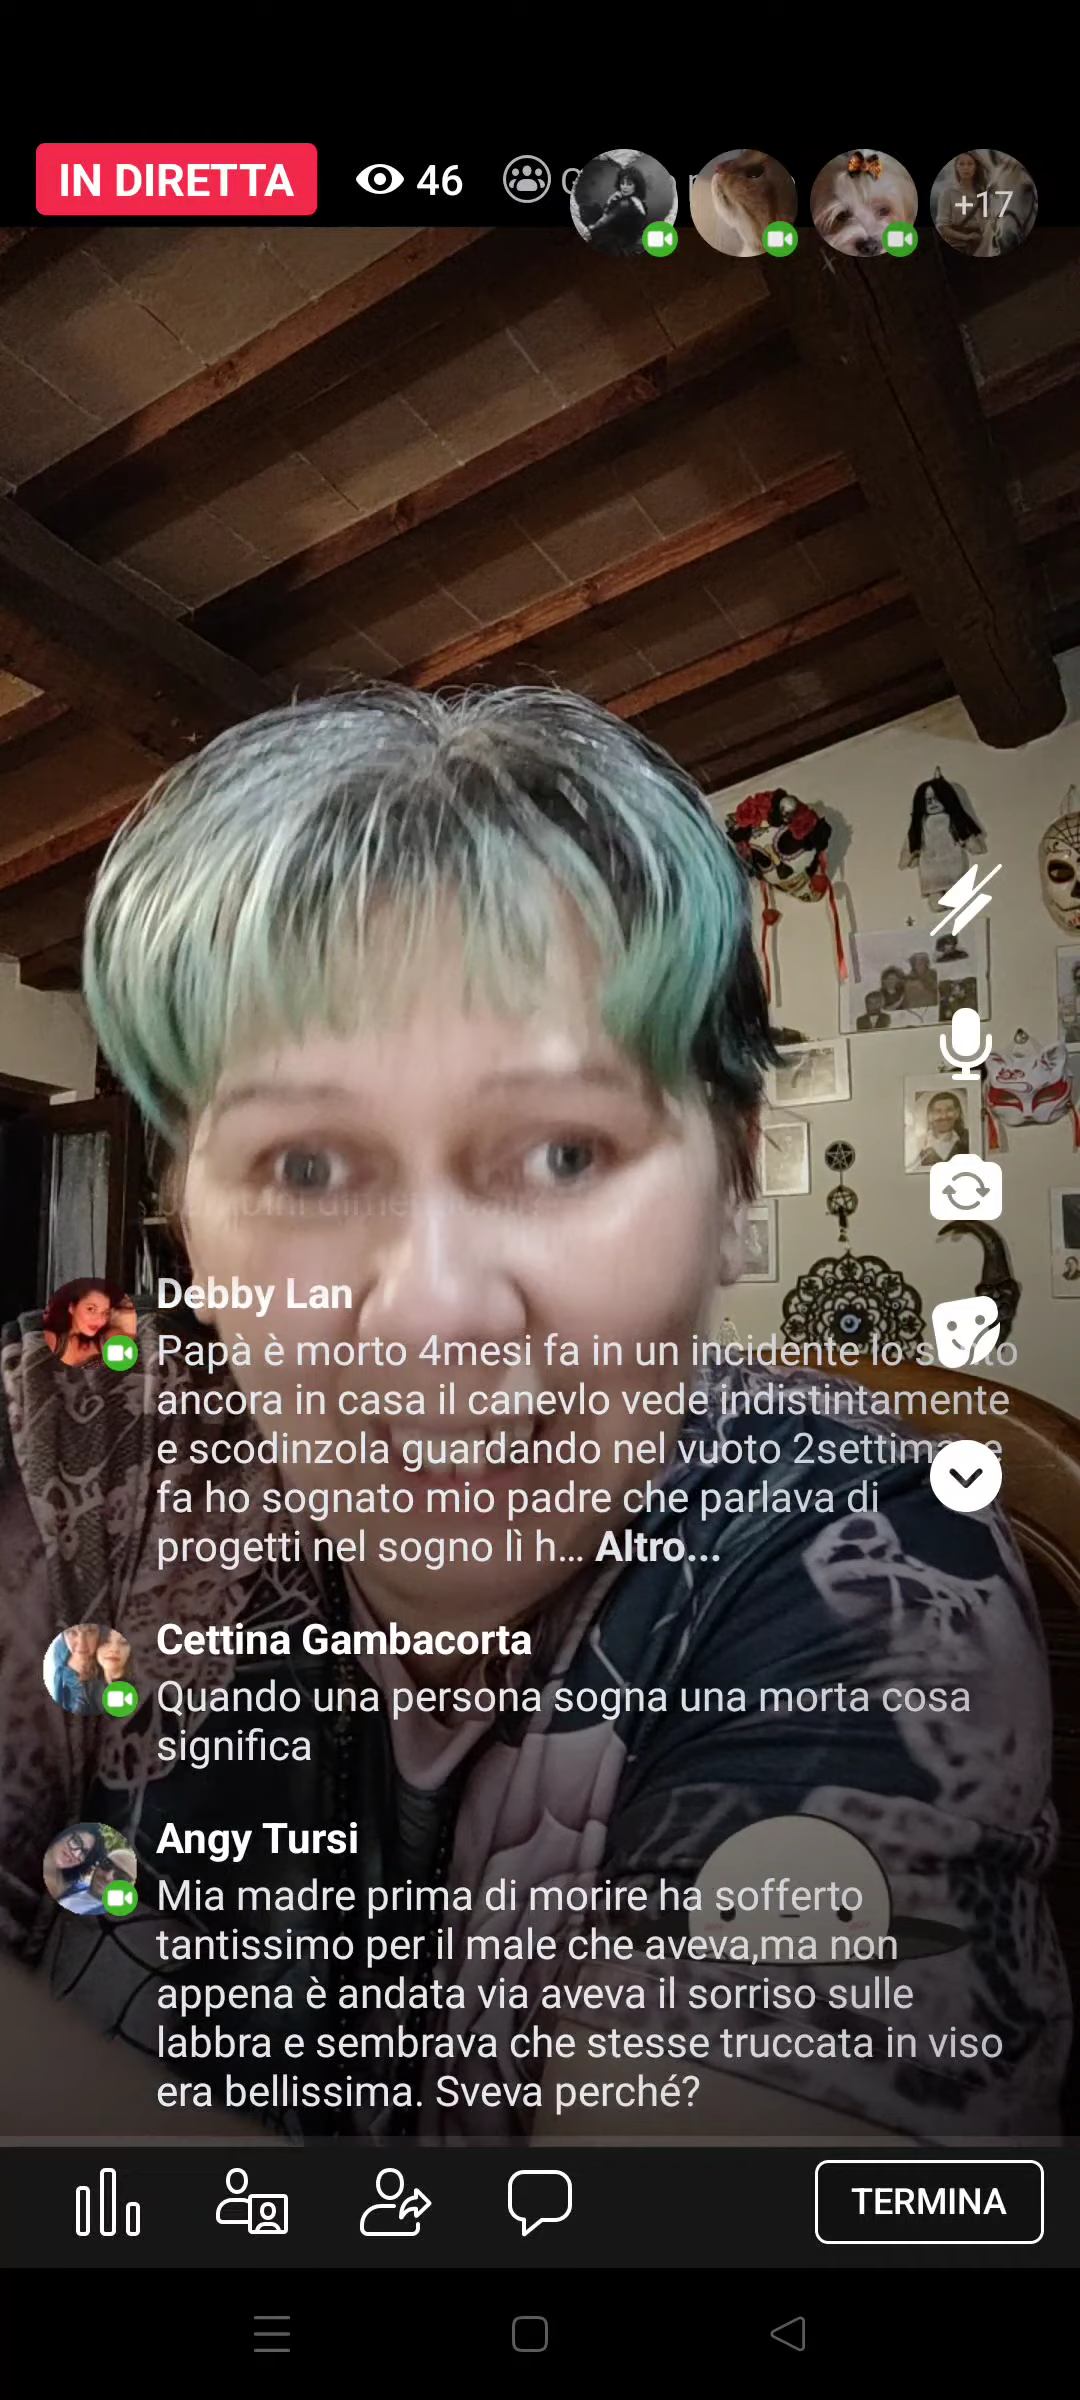 IN DIRETTA
46
+17
Debby Lan
Papà è morto 4mesi fa in un incidente lo
ancora in casa il canevlo vede indistintamente
e scodinzola guardando nel vuoto
fa ho sognato mio padre che parlava di
progetti nel sogno lì h... Altro...
Cettina Gambacorta
Quando una persona sogna una morta cosa
significa
Angy Tursi
Mia madre prima di morire ha sofferto
tantissimo per il male che aveva,ma non
appena è andata via aveva il sorriso sulle
labbra e sembrava che stesse truccata in viso
era bellissima. Sveva perché?
TERMINA